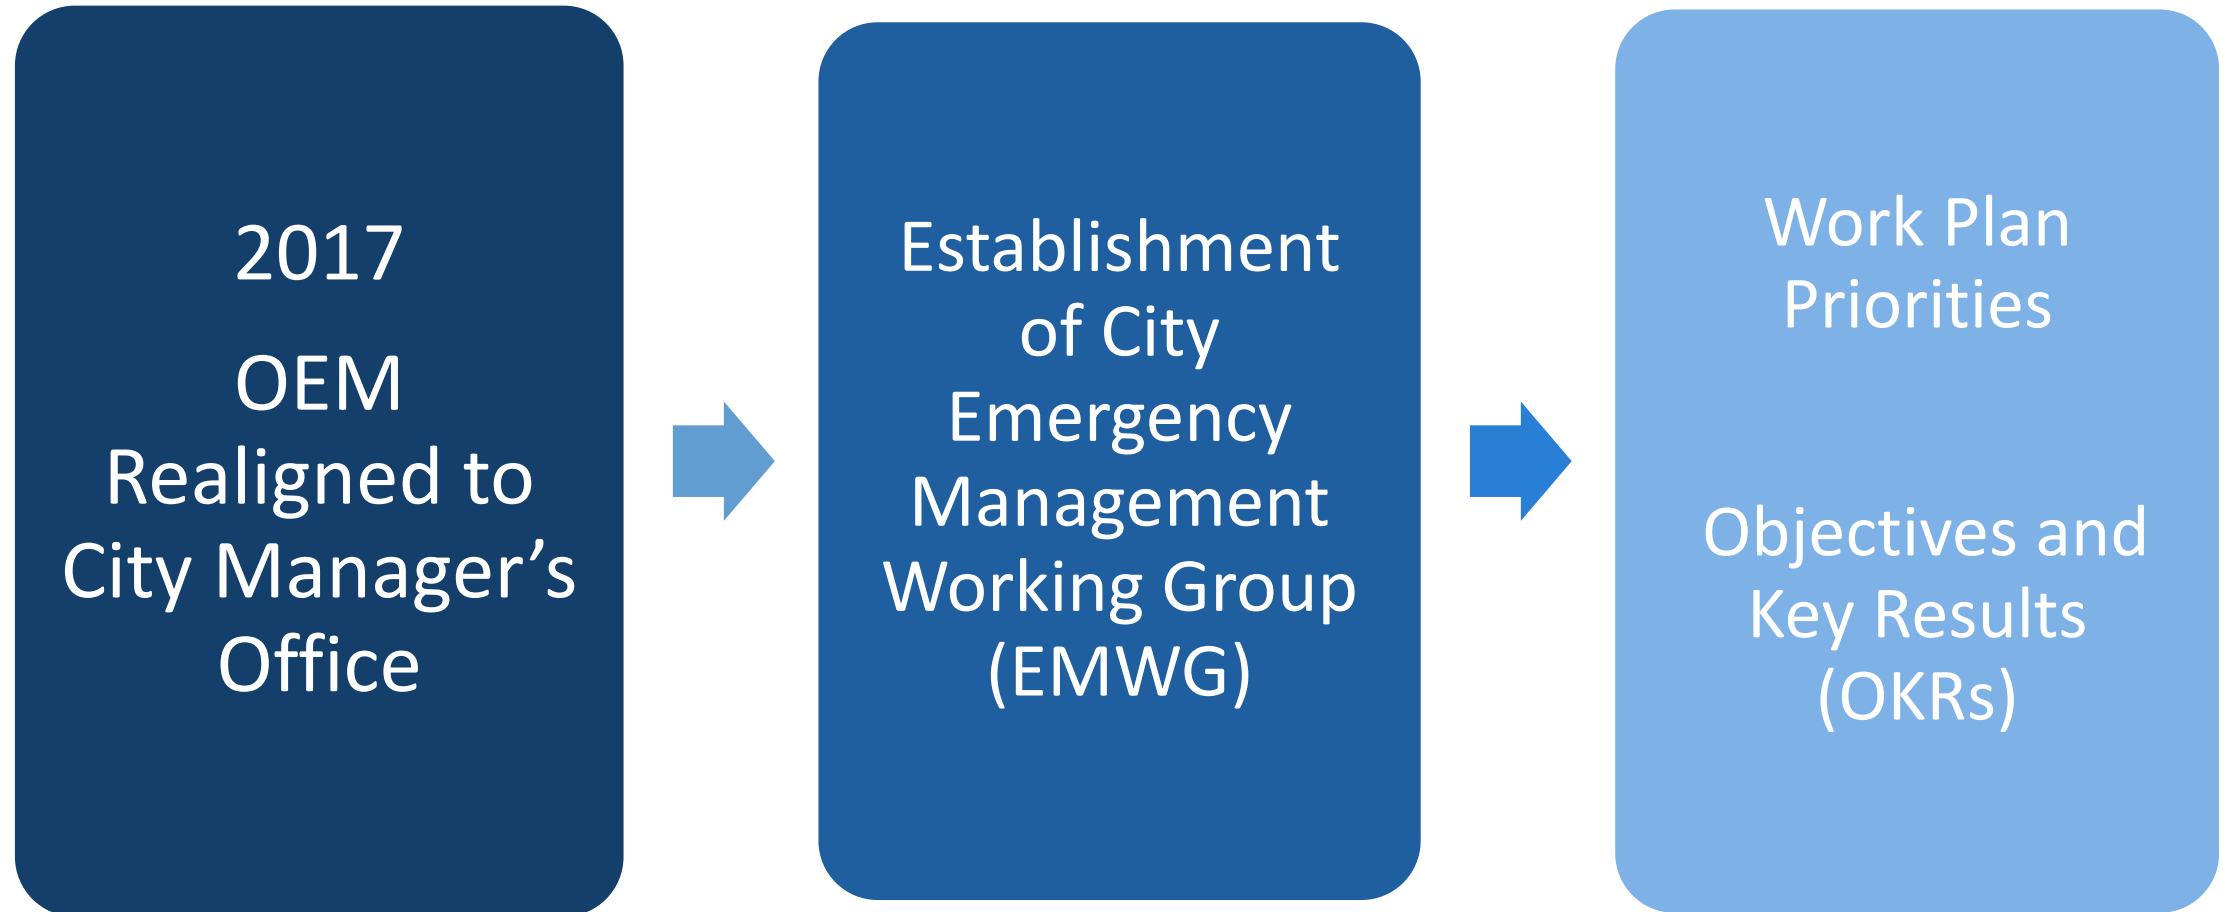 2017
OEM
Realigned to
City Manager’s
Office
Establishment
of City
Emergency
Management
Working Group
(EMWG)
Work Plan
Priorities
Objectives and
Key Results
(OKRs)